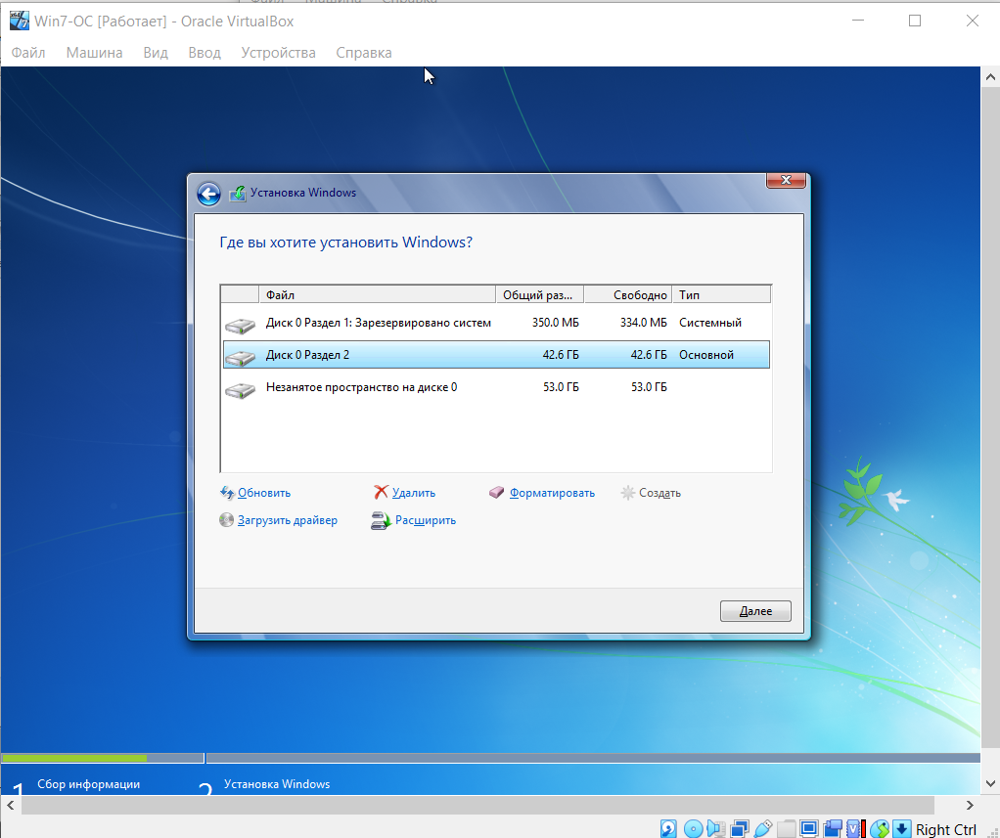 Win7-ОС [Работает] - Oracle VirtualBox
Файл Машина Вид Ввод Устройства Справка
Установка Windows
Где вы хотите установить Windows?
Файл Общий раз... Свободно Тип
Диск 0 Раздел 1: Зарезервировано систем 350.0 МБ 334.0 МБ Системный
Диск 0 Раздел 2 42.6 ГБ 42.6 ГБ Основной
Незанятое пространство на диске 0 53.0 ГБ 53.0 ГБ
Обновить Удалить Форматировать Создать
Загрузить драйвер Расширить
Далее
1 Сбор информации 2 Установка Windows
Right Ctrl